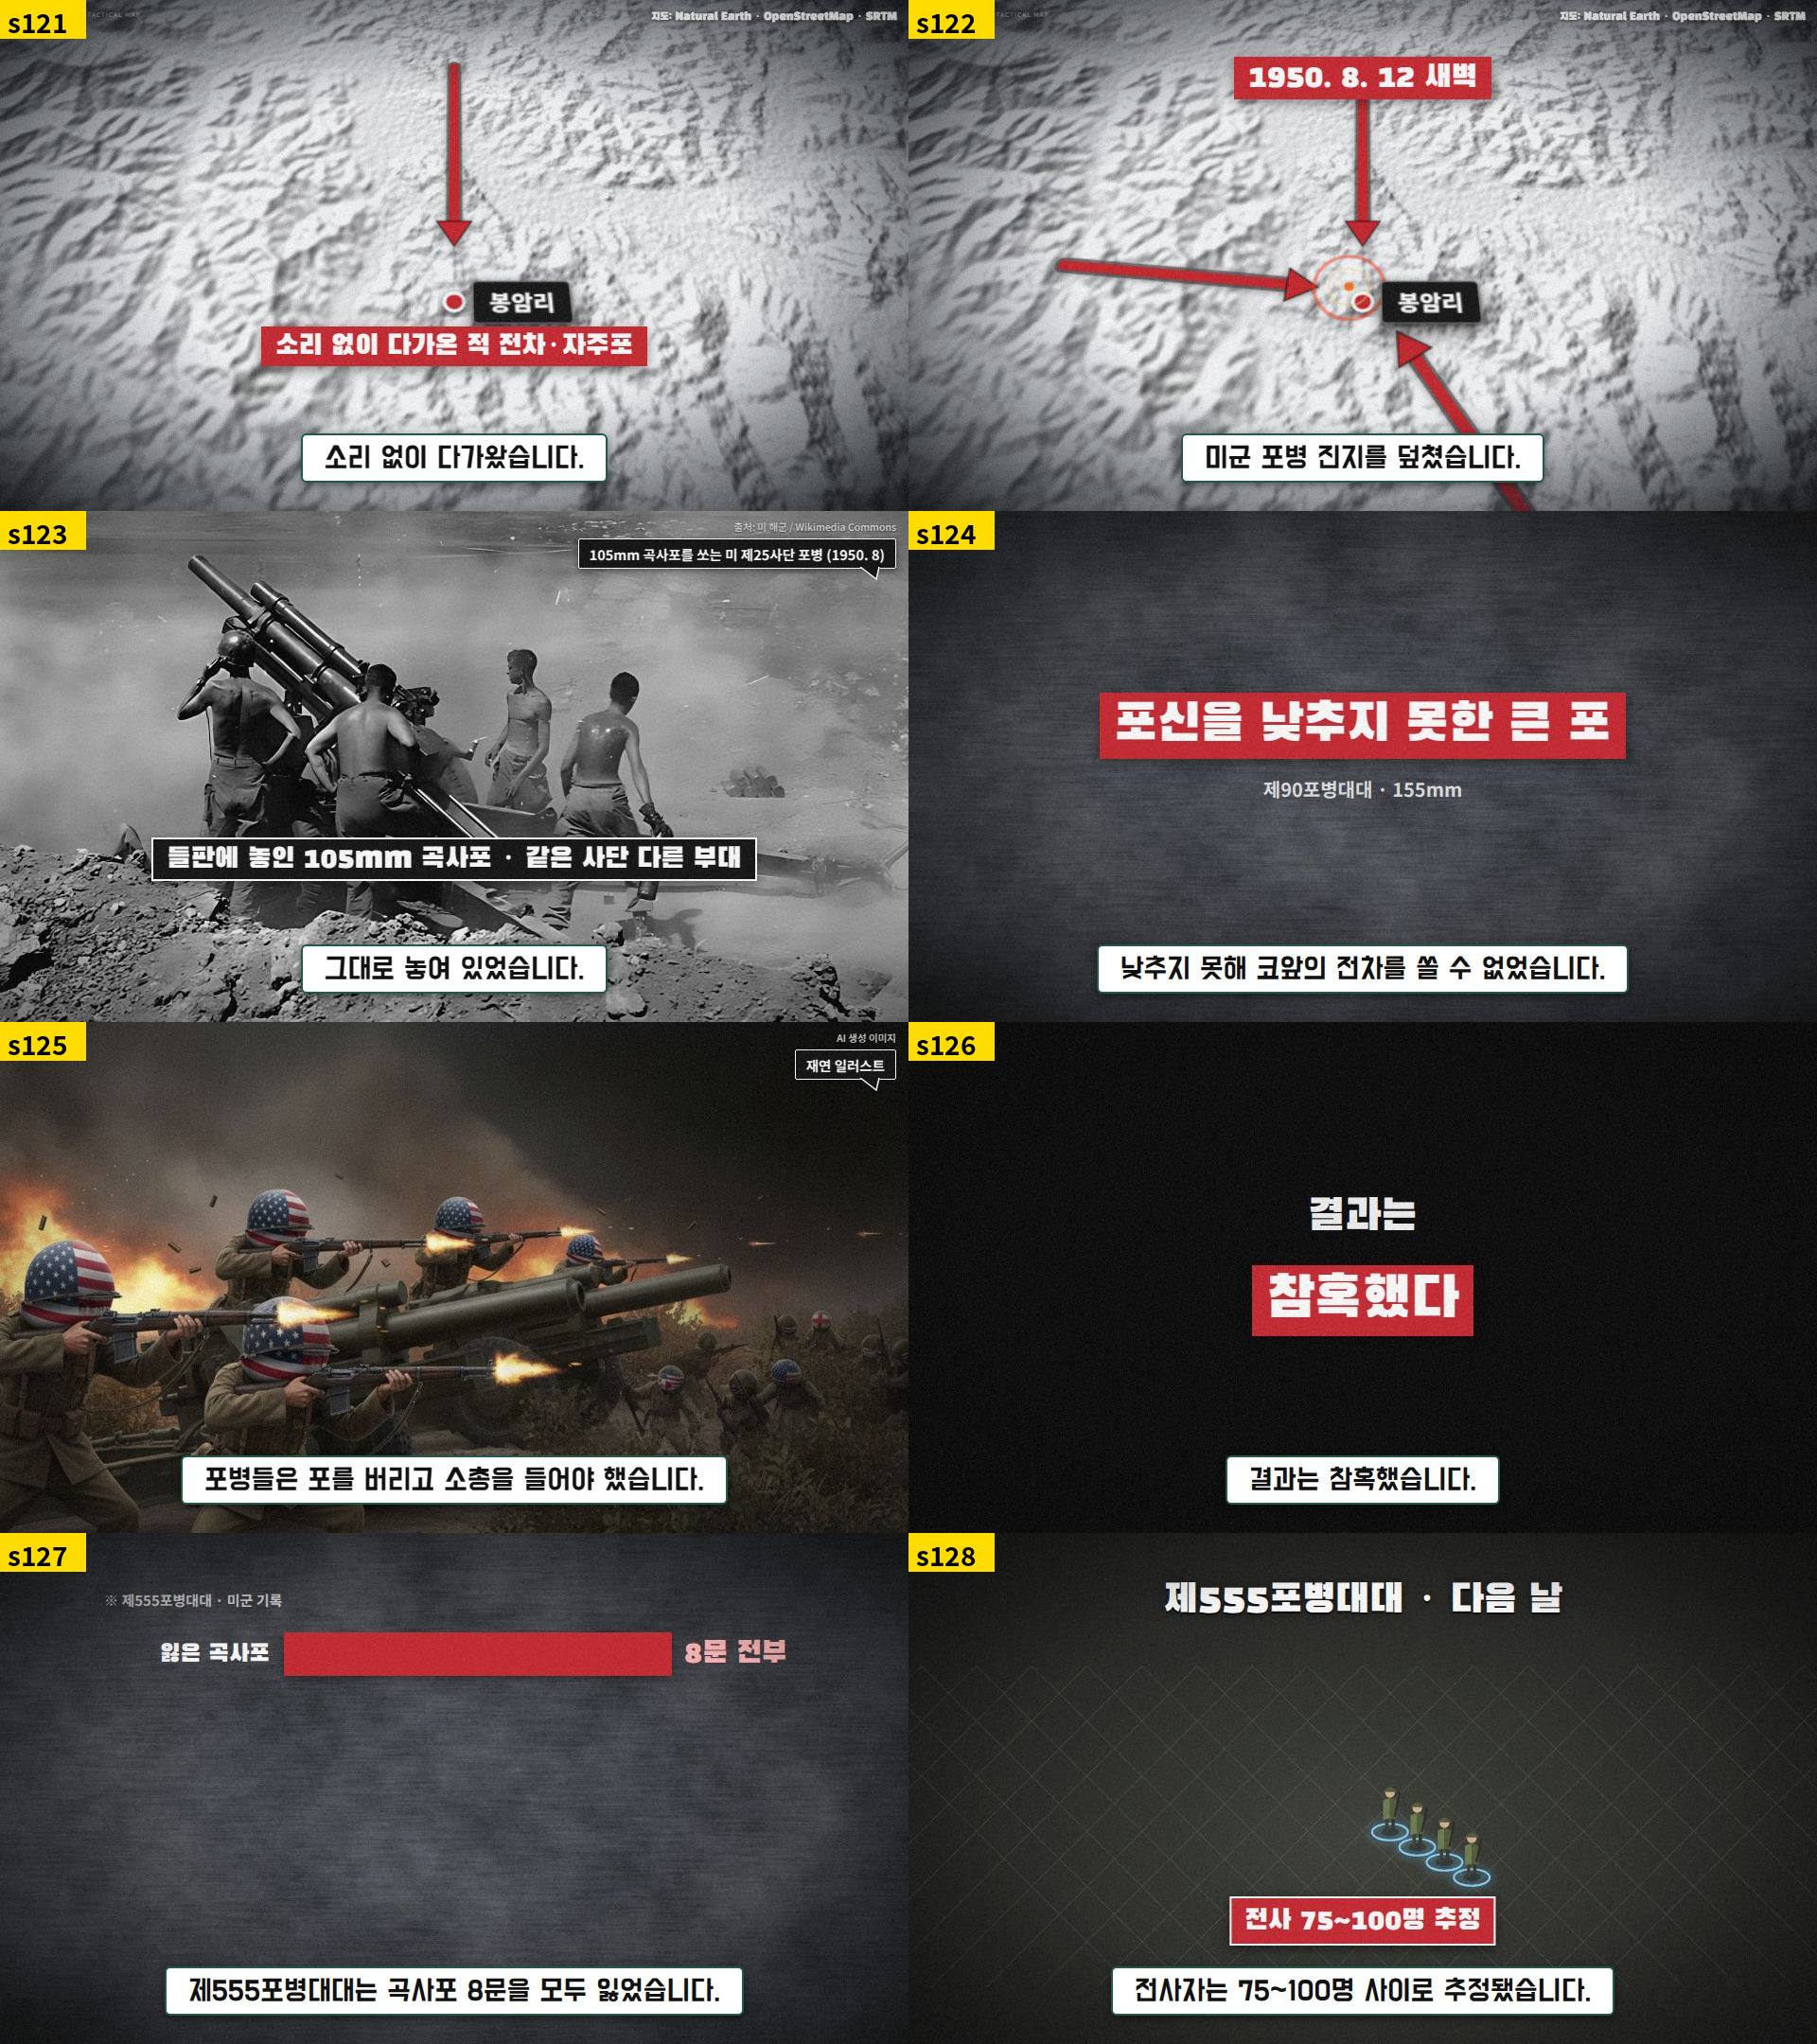 s121
TACTICAL MAP
지도: Natural Earth · OpenStreetMap · SRTM
봉암리
소리 없이 다가온 적 전차·자주포
소리 없이 다가왔습니다.
s122
TACTICAL MAP
지도: Natural Earth · OpenStreetMap · SRTM
1950. 8. 12 새벽
봉암리
미군 포병 진지를 덮쳤습니다.
s123
출처: 미 해군 / Wikimedia Commons
105mm 곡사포를 쏘는 미 제25사단 포병 (1950. 8)
들판에 놓인 105mm 곡사포 · 같은 사단 다른 부대
그대로 놓여 있었습니다.
s124
포신을 낮추지 못한 큰 포
제90포병대대 · 155mm
낮추지 못해 코앞의 전차를 쏠 수 없었습니다.
s125
AI 생성 이미지
재연 일러스트
포병들은 포를 버리고 소총을 들어야 했습니다.
s126
결과는
참혹했다
결과는 참혹했습니다.
s127
※ 제555포병대대 · 미군 기록
잃은 곡사포
8문 전부
제555포병대대는 곡사포 8문을 모두 잃었습니다.
s128
제555포병대대 · 다음 날
전사 75~100명 추정
전사자는 75~100명 사이로 추정됐습니다.